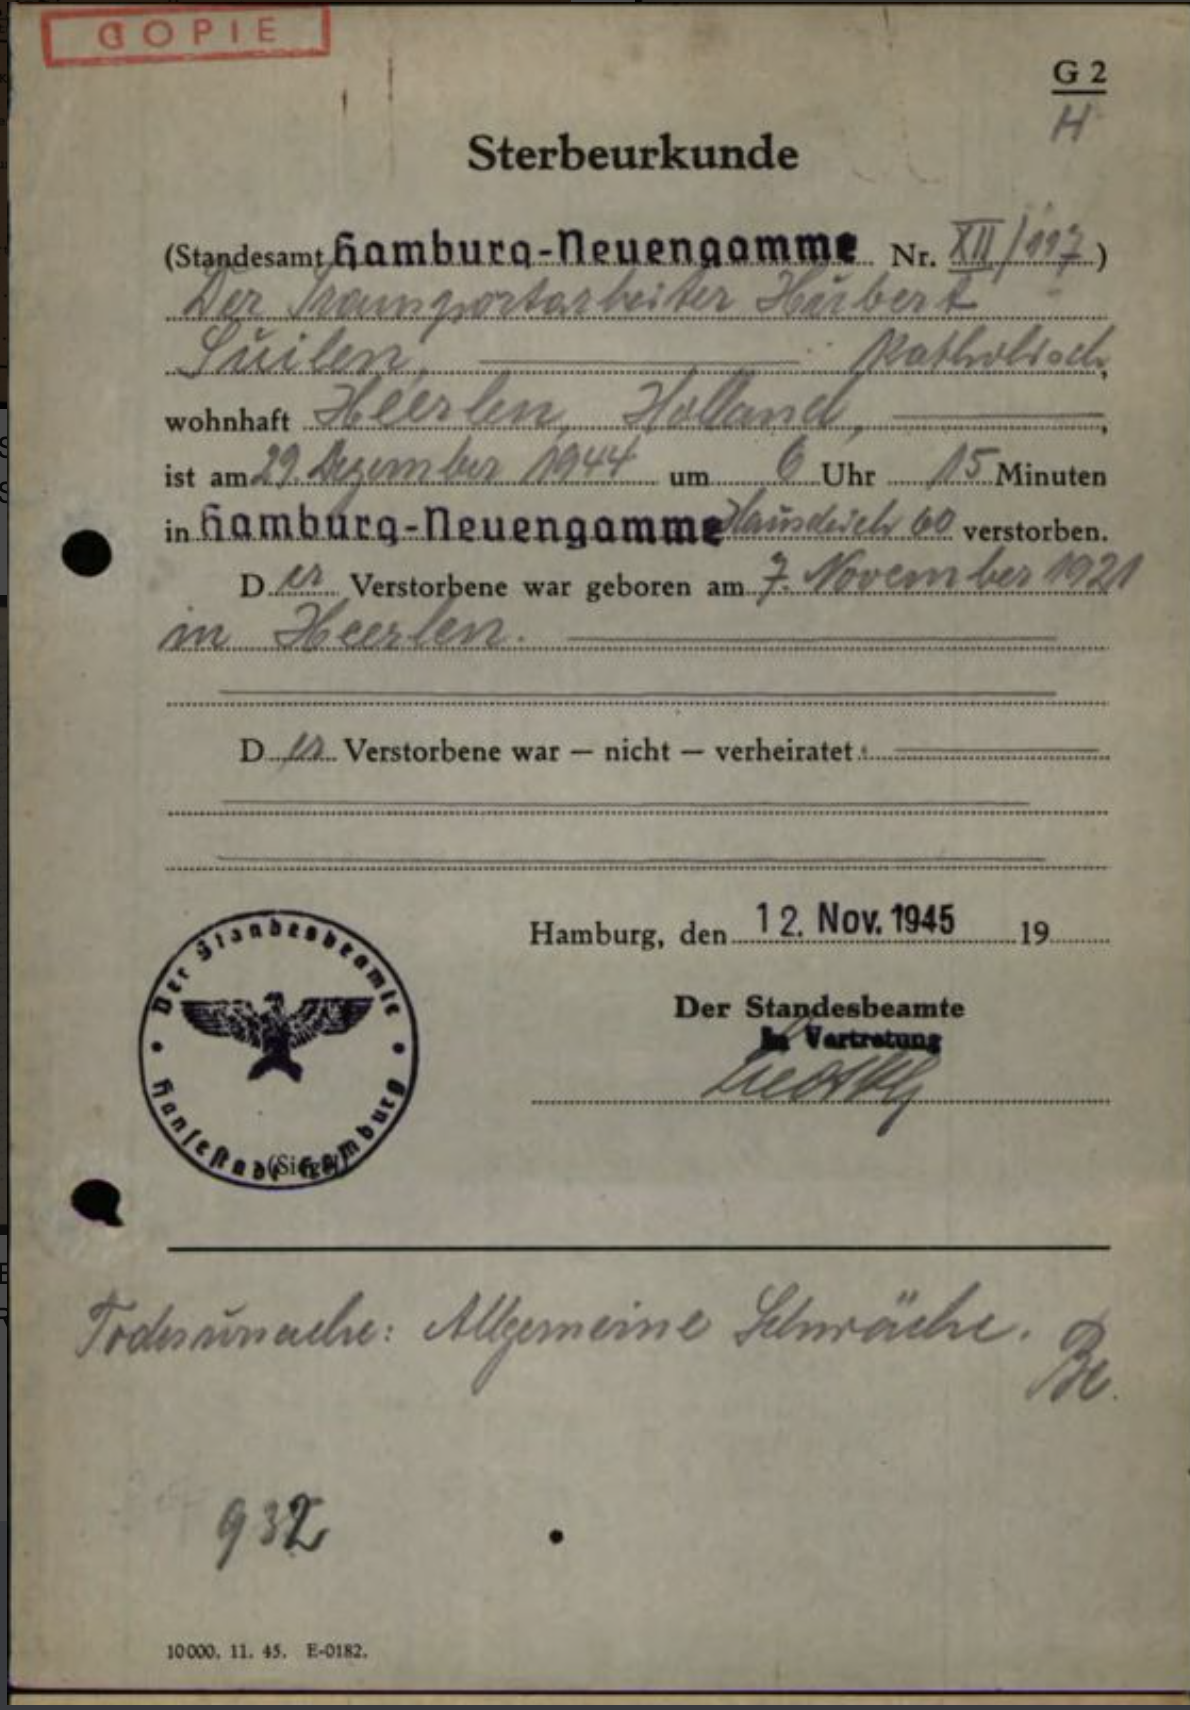 COPIE
G 2
H
Sterbeurkunde
(Standesamt Hamburg-Neuengamme Nr. XII/117)
Der Transportarbeiter Hubert
Suilen, katholisch,
wohnhaft Heerlen, Holland,
ist am 29. Dezember 1944 um 6 Uhr 15 Minuten
in Hamburg-Neuengamme Hausdeich 60 verstorben.
Der Verstorbene war geboren am 7. November 1921
in Heerlen.
Der Verstorbene war — nicht — verheiratet.
Hamburg, den 12. Nov. 1945 19
Der Standesbeamte
In Vertretung
Der Standesbeamte
Hansestadt Hamburg
(Siegel)
Todesursache: Allgemeine Schwäche.
Be.
932
10000. 11. 45. E-0182.